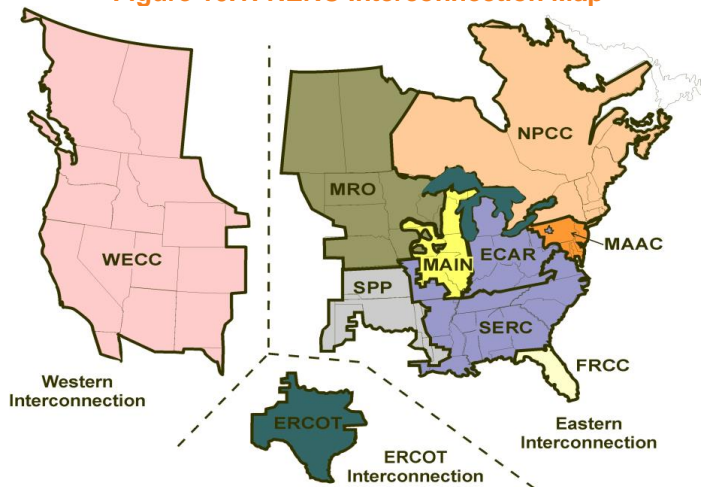 NPCC
MRO
MAAC
WECC
MAIN
ECAR
SPP
SERC
FRCC
Western
Interconnection
ERCOT
ERCOT
Interconnection
Eastern
Interconnection